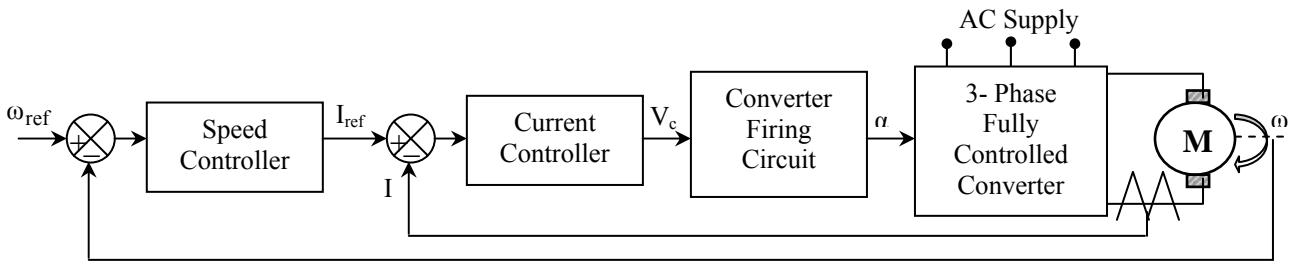 AC Supply
ω_ref
+
−
Speed
Controller
I_ref
+
−
I
Current
Controller
V_c
Converter
Firing
Circuit
α
3- Phase
Fully
Controlled
Converter
M
ω